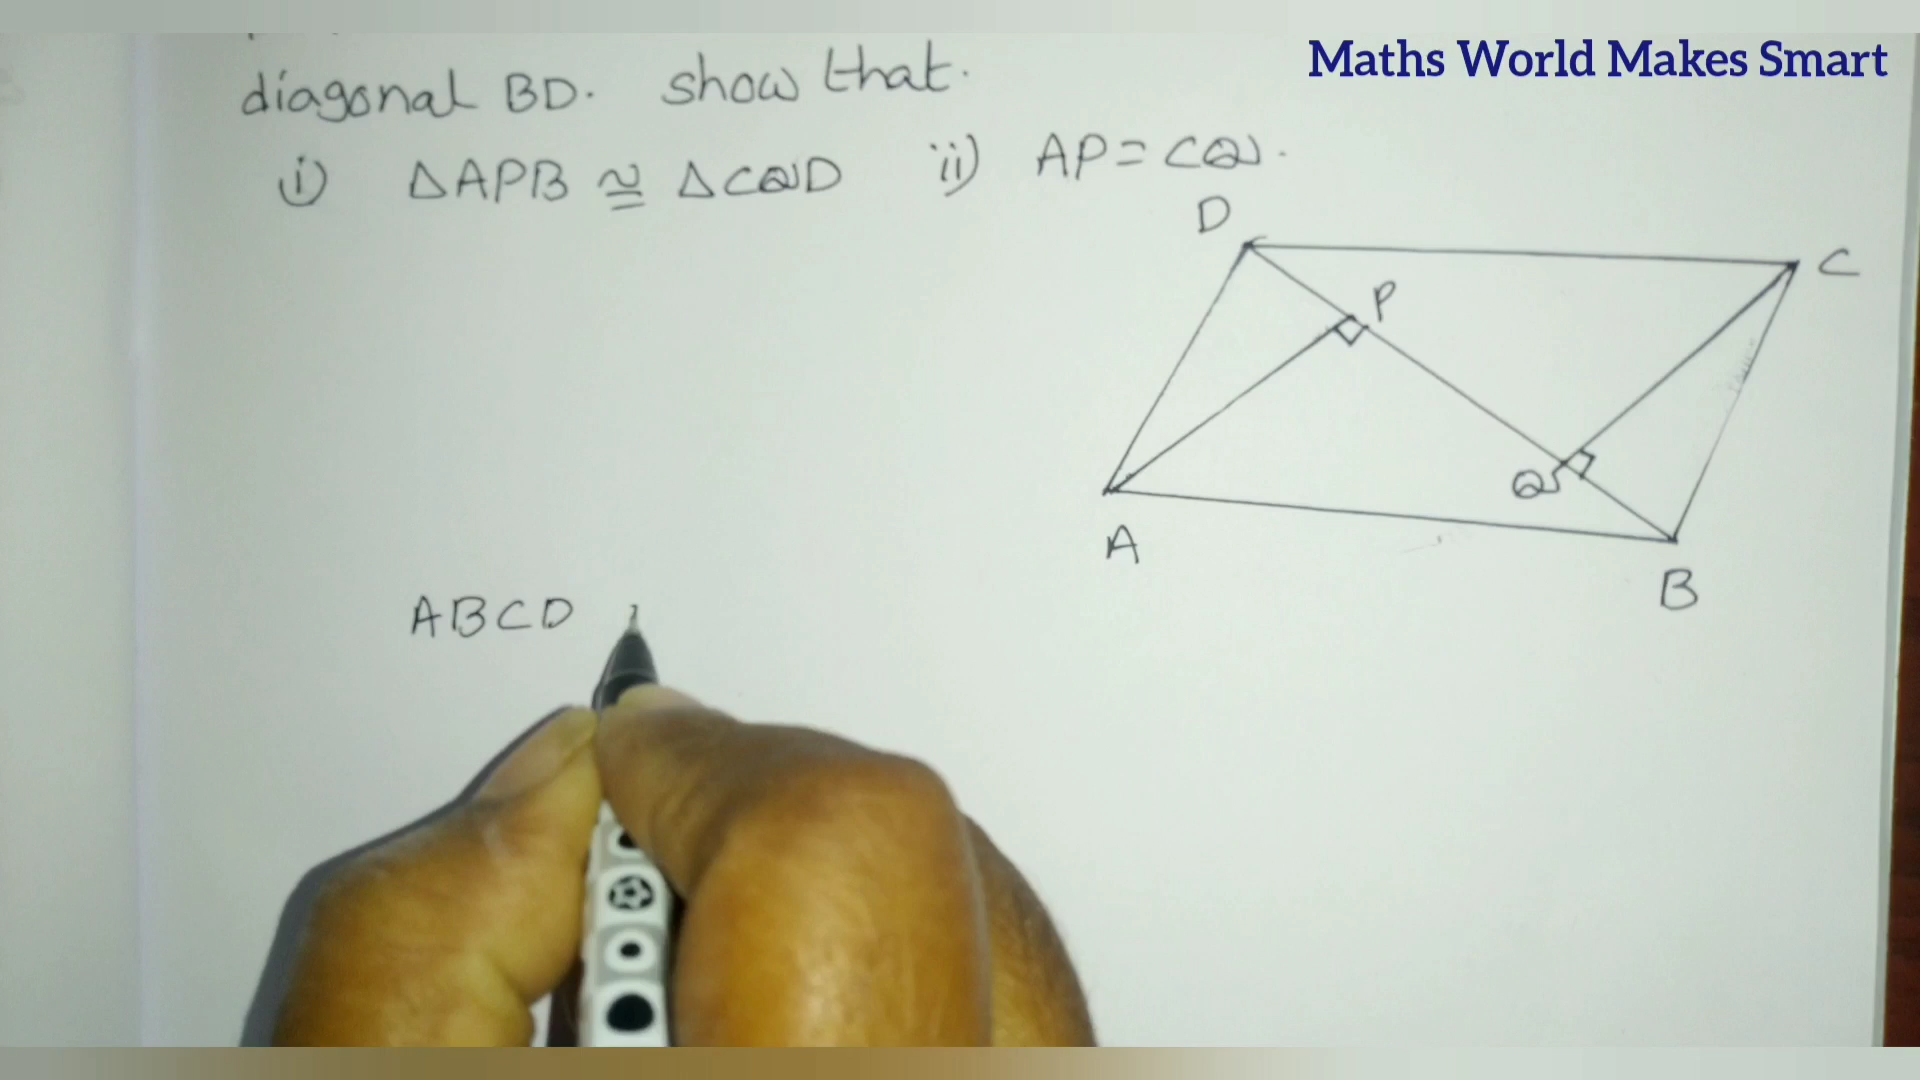 Maths World Makes Smart
diagonal BD. show that.
i) ΔAPB ≅ ΔCQD ii) AP = CQ.
D
C
P
Q
A
B
ABCD